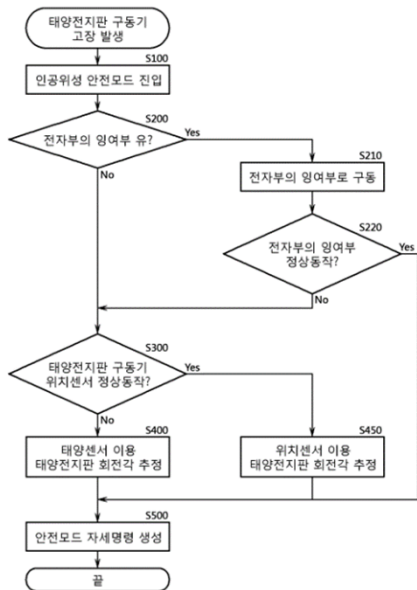 태양전지판 구동기
고장 발생
S100
인공위성 안전모드 진입
S200
전자부의 잉여부 유?
Yes
No
S210
전자부의 잉여부로 구동
S220
전자부의 잉여부
정상동작?
Yes
No
S300
태양전지판 구동기
위치센서 정상동작?
Yes
No
S400
태양센서 이용
태양전지판 회전각 추정
S450
위치센서 이용
태양전지판 회전각 추정
S500
안전모드 자세명령 생성
끝